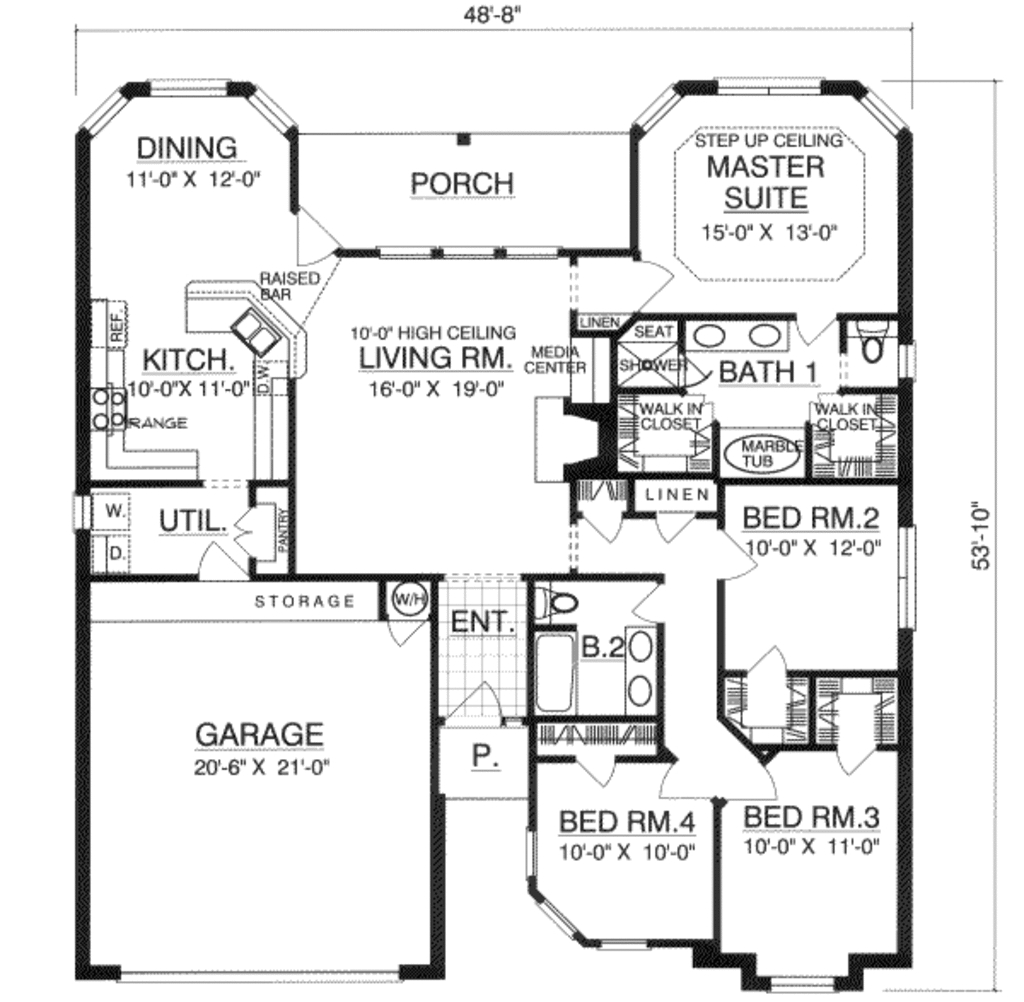 48'-8"
DINING
11'-0" X 12'-0"
PORCH
STEP UP CEILING
MASTER
SUITE
15'-0" X 13'-0"
RAISED
BAR
REF.
KITCH.
10'-0"X 11'-0"
D.W.
RANGE
10'-0" HIGH CEILING
LIVING RM.
16'-0" X 19'-0"
MEDIA
CENTER
LINEN
SEAT
SHOWER
BATH 1
WALK IN
CLOSET
MARBLE
TUB
WALK IN
CLOSET
W.
D.
UTIL.
PANTRY
LINEN
BED RM.2
10'-0" X 12'-0"
53'-10"
STORAGE
W/H
ENT.
B.2
GARAGE
20'-6" X 21'-0"
P.
BED RM.4
10'-0" X 10'-0"
BED RM.3
10'-0" X 11'-0"